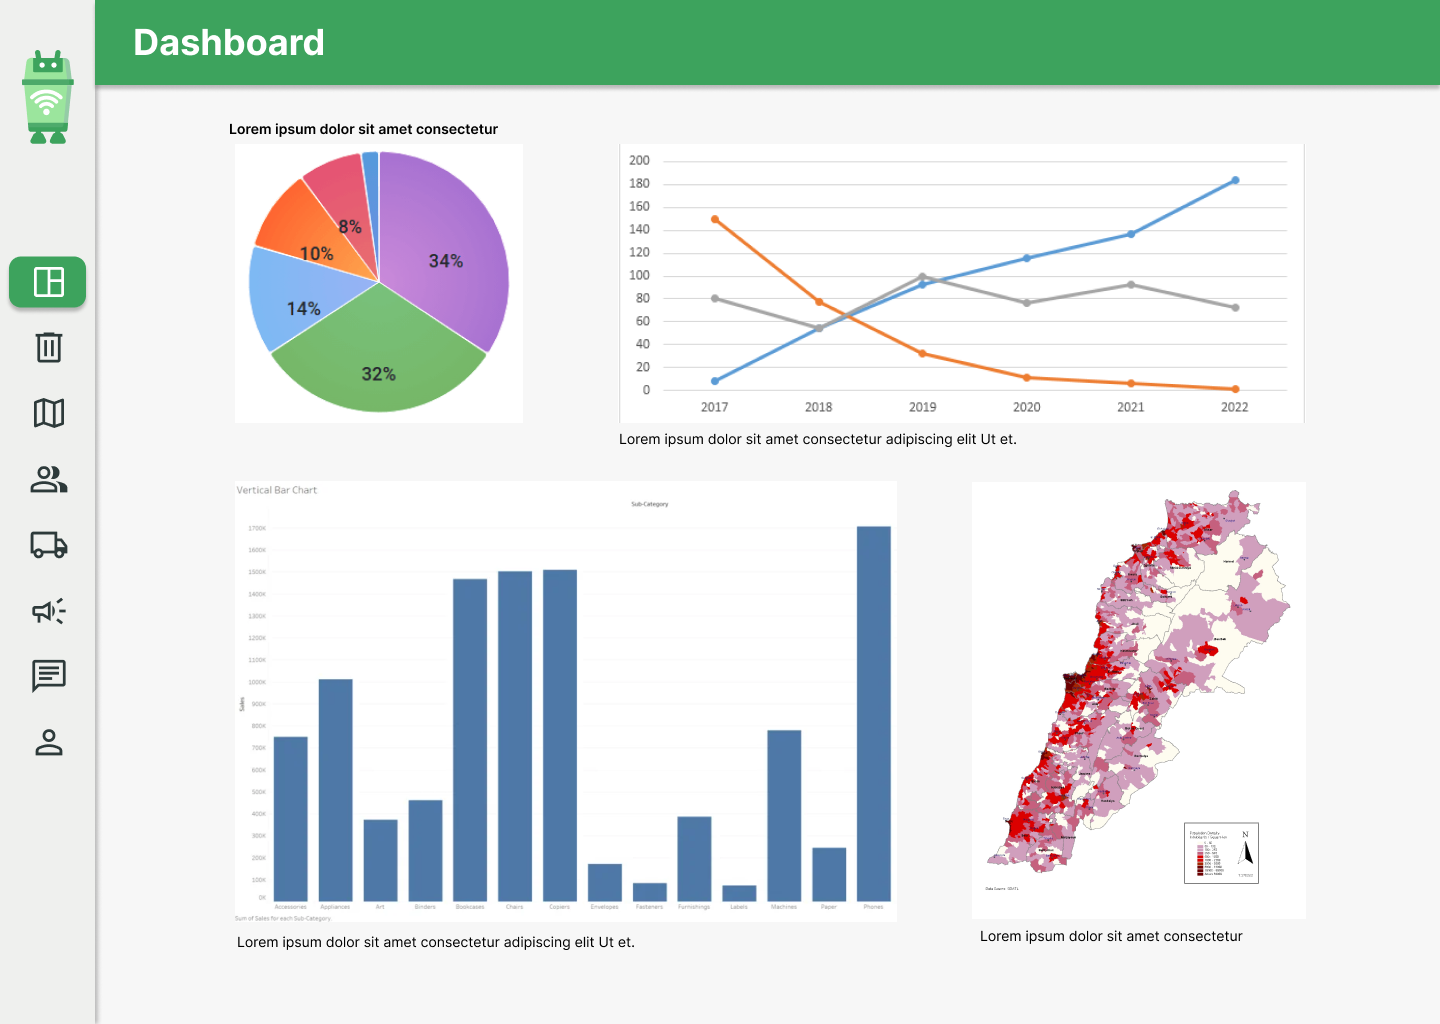 Dashboard
Lorem ipsum dolor sit amet consectetur
34%
32%
14%
10%
8%
200
180
160
140
120
100
80
60
40
20
0
2017 2018 2019 2020 2021 2022
Lorem ipsum dolor sit amet consectetur adipiscing elit Ut et.
Vertical Bar Chart
Sub-Category
Sales
1700K
1600K
1500K
1400K
1300K
1200K
1100K
1000K
900K
800K
700K
600K
500K
400K
300K
200K
100K
0K
Accessories Appliances Art Binders Bookcases Chairs Copiers Envelopes Fasteners Furnishings Labels Machines Paper Phones
Sum of Sales for each Sub-Category.
Lorem ipsum dolor sit amet consectetur adipiscing elit Ut et.
Population Density
N
Lorem ipsum dolor sit amet consectetur